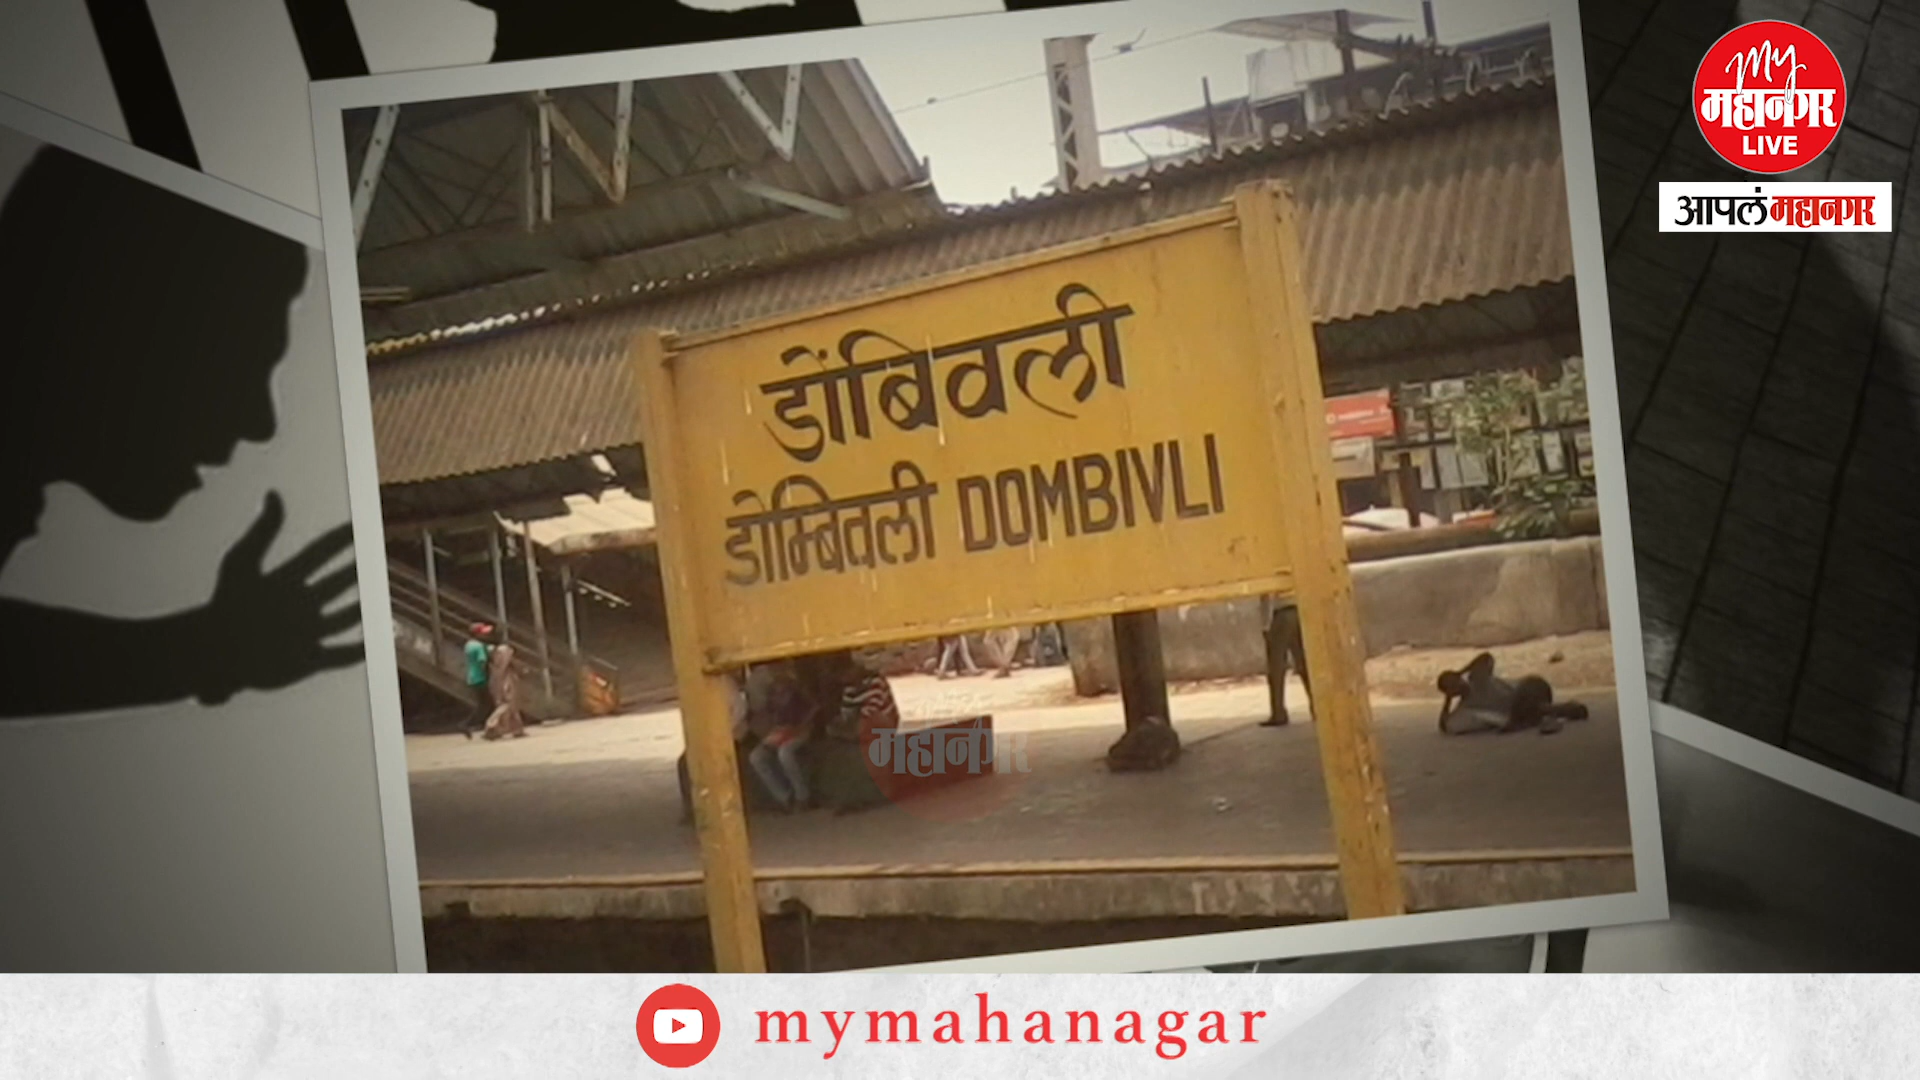 my
महानगर
LIVE
आपलं महानगर
डोंबिवली
डोम्बिवली DOMBIVLI
महानगर
mymahanagar